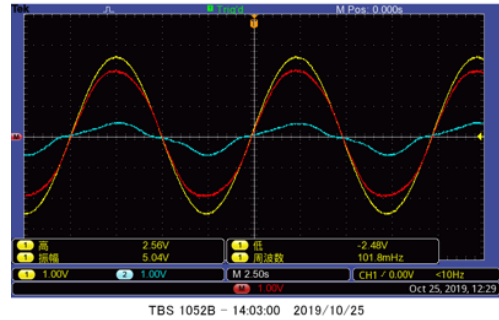 Tek Trig'd M Pos: 0.000s
T
M
1 高 2.56V 1 低 -2.48V
1 振幅 5.04V 1 周波数 101.8mHz
1 1.00V 2 1.00V M 2.50s CH1 / 0.00V <10Hz
M 1.00V Oct 25, 2019, 12:29
TBS 1052B - 14:03:00 2019/10/25